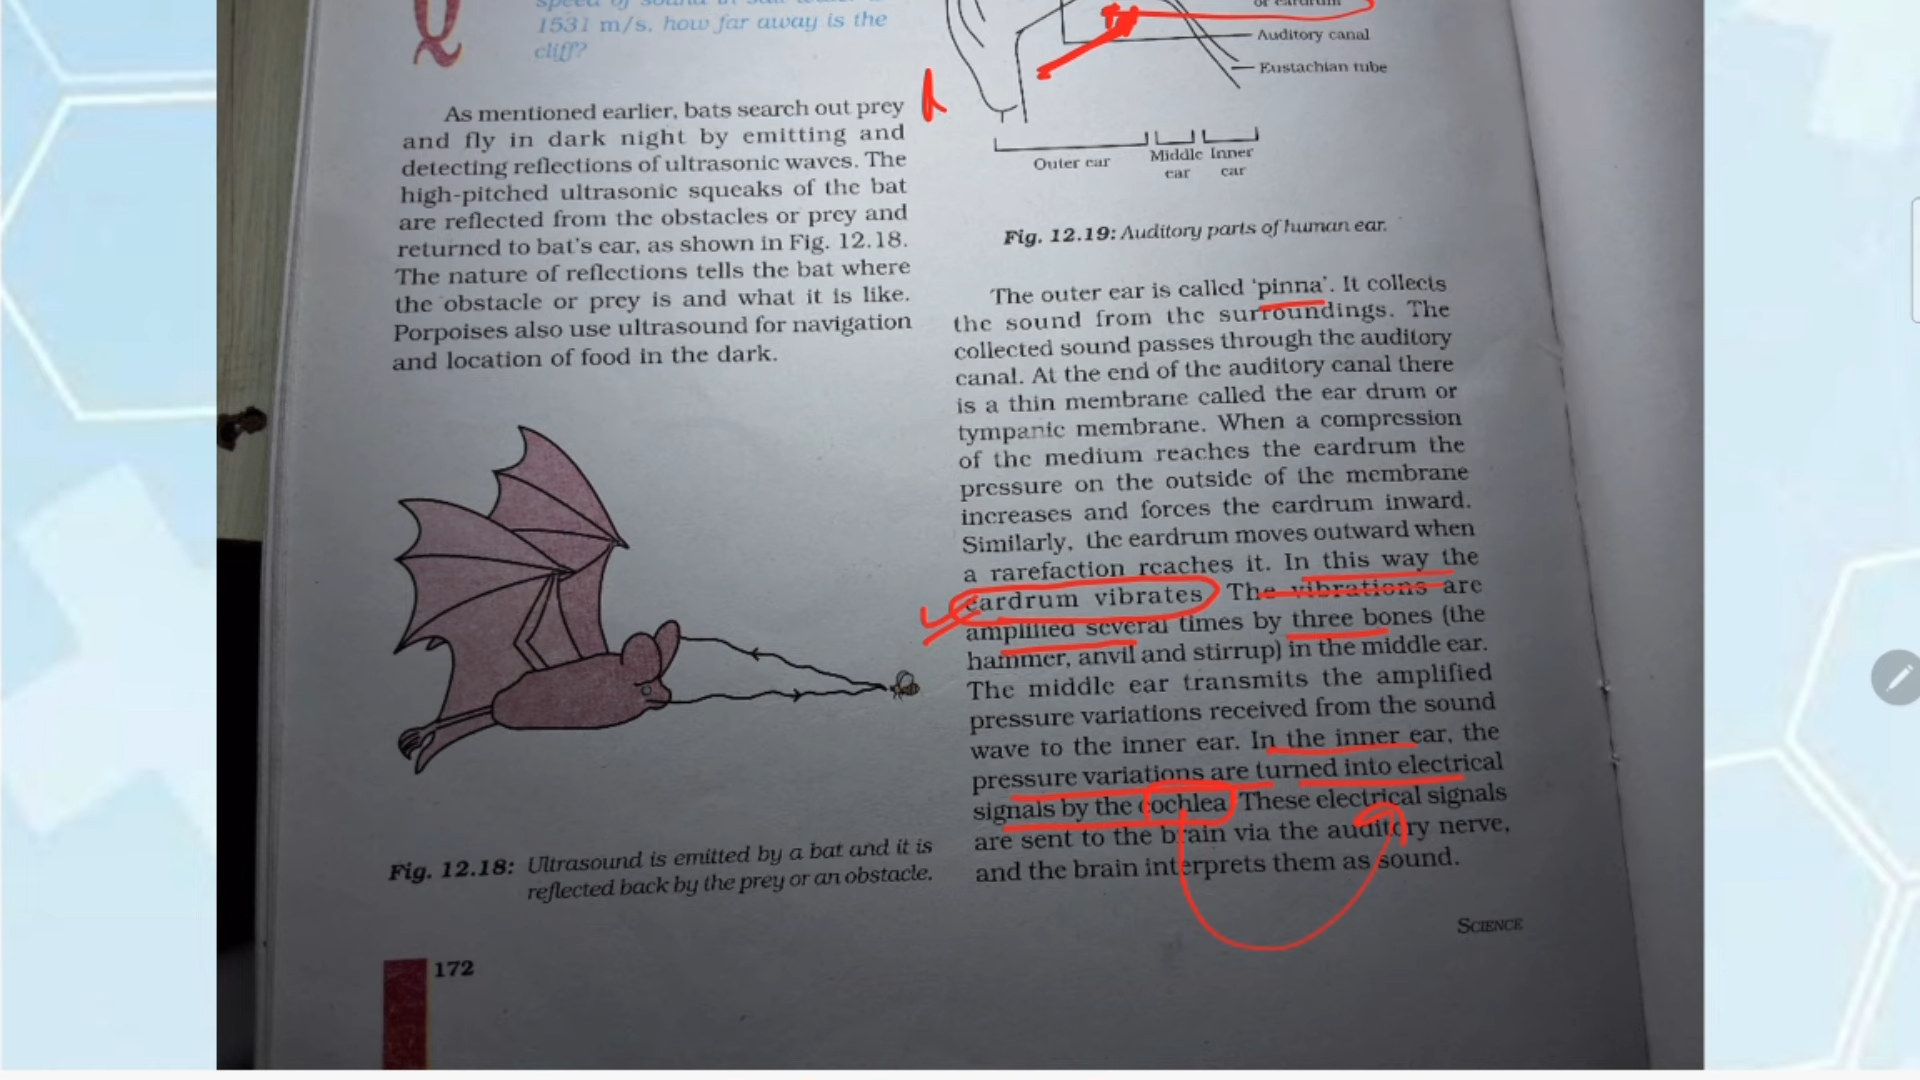 speed of sound in salt water
1531 m/s, how far away is the
cliff?
As mentioned earlier, bats search out prey
and fly in dark night by emitting and
detecting reflections of ultrasonic waves. The
high-pitched ultrasonic squeaks of the bat
are reflected from the obstacles or prey and
returned to bat's ear, as shown in Fig. 12.18.
The nature of reflections tells the bat where
the obstacle or prey is and what it is like.
Porpoises also use ultrasound for navigation
and location of food in the dark.
Fig. 12.18: Ultrasound is emitted by a bat and it is
reflected back by the prey or an obstacle.
172
or eardrum
Auditory canal
Eustachian tube
Outer ear
Middle ear
Inner ear
Fig. 12.19: Auditory parts of human ear.
The outer ear is called 'pinna'. It collects
the sound from the surroundings. The
collected sound passes through the auditory
canal. At the end of the auditory canal there
is a thin membrane called the ear drum or
tympanic membrane. When a compression
of the medium reaches the eardrum the
pressure on the outside of the membrane
increases and forces the eardrum inward.
Similarly, the eardrum moves outward when
a rarefaction reaches it. In this way the
eardrum vibrates. The vibrations are
amplified several times by three bones (the
hammer, anvil and stirrup) in the middle ear.
The middle ear transmits the amplified
pressure variations received from the sound
wave to the inner ear. In the inner ear, the
pressure variations are turned into electrical
signals by the cochlea. These electrical signals
are sent to the brain via the auditory nerve,
and the brain interprets them as sound.
SCIENCE